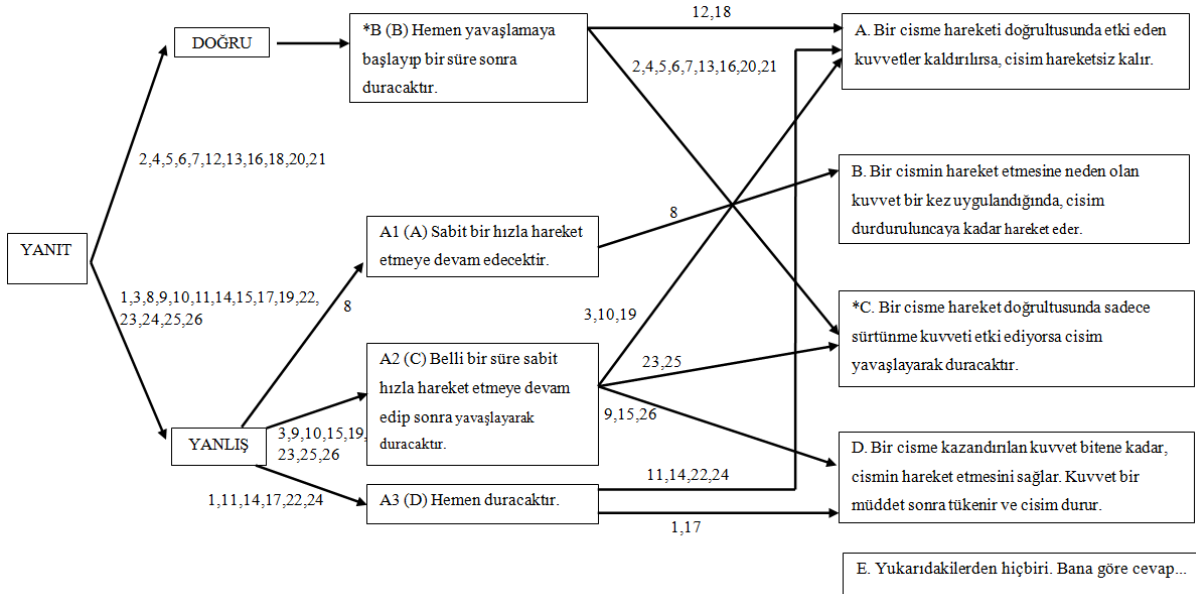 YANIT
DOĞRU
2,4,5,6,7,12,13,16,18,20,21
*B (B) Hemen yavaşlamaya
başlayıp bir süre sonra
duracaktır.
12,18
2,4,5,6,7,13,16,20,21
1,3,8,9,10,11,14,15,17,19,22,
23,24,25,26
YANLIŞ
8
A1 (A) Sabit bir hızla hareket
etmeye devam edecektir.
8
3,9,10,15,19,
23,25,26
A2 (C) Belli bir süre sabit
hızla hareket etmeye devam
edip sonra yavaşlayarak
duracaktır.
3,10,19
23,25
9,15,26
1,11,14,17,22,24
A3 (D) Hemen duracaktır.
11,14,22,24
1,17
A. Bir cisme hareketi doğrultusunda etki eden
kuvvetler kaldırılırsa, cisim hareketsiz kalır.
B. Bir cismin hareket etmesine neden olan
kuvvet bir kez uygulandığında, cisim
durduruluncaya kadar hareket eder.
*C. Bir cisme hareket doğrultusunda sadece
sürtünme kuvveti etki ediyorsa cisim
yavaşlayarak duracaktır.
D. Bir cisme kazandırılan kuvvet bitene kadar,
cismin hareket etmesini sağlar. Kuvvet bir
müddet sonra tükenir ve cisim durur.
E. Yukarıdakilerden hiçbiri. Bana göre cevap...